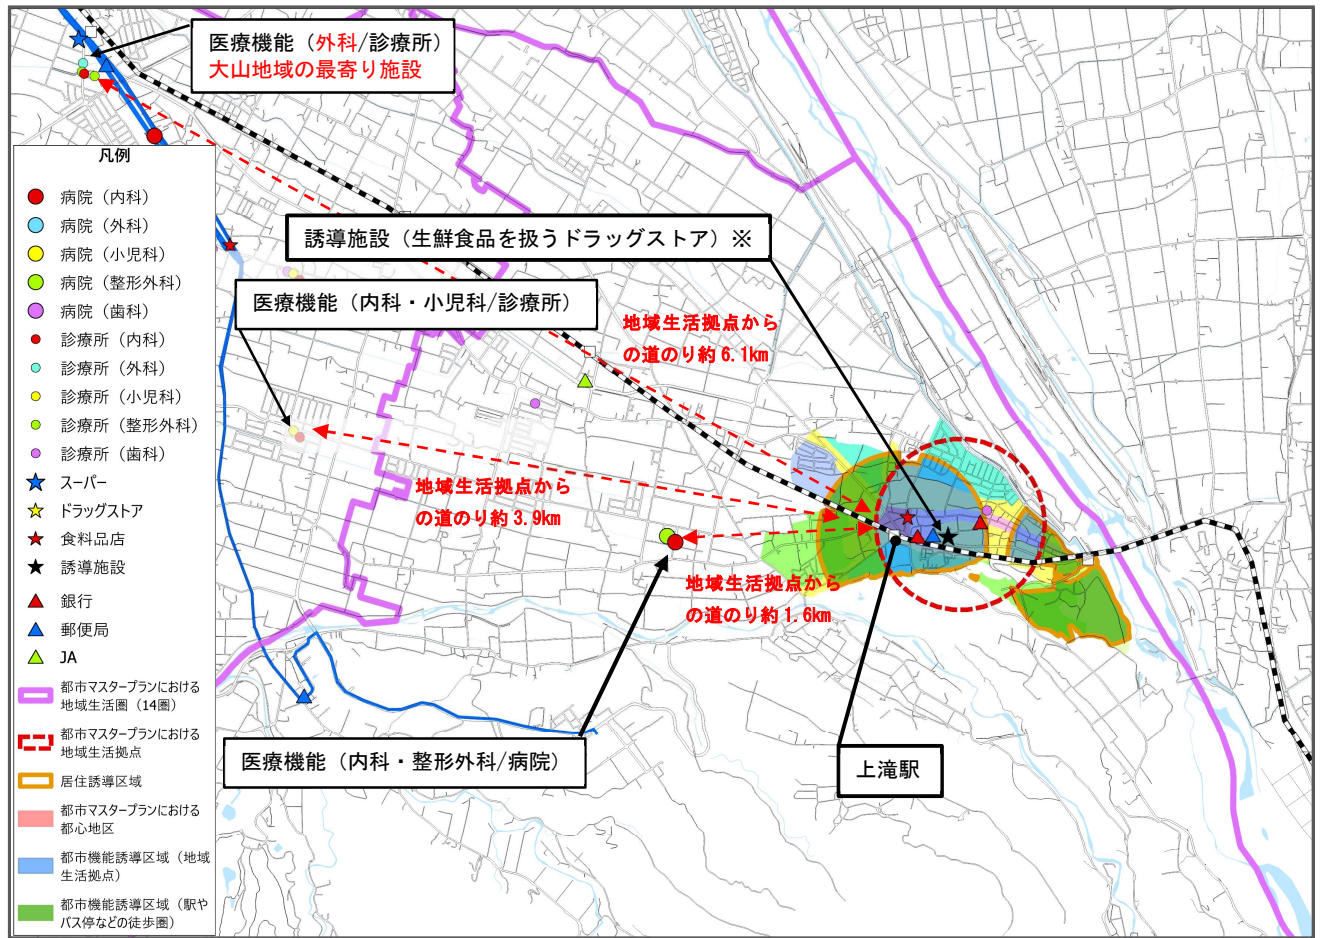 医療機能（外科/診療所）
大山地域の最寄り施設
凡例
病院（内科）
病院（外科）
病院（小児科）
病院（整形外科）
病院（歯科）
診療所（内科）
診療所（外科）
診療所（小児科）
診療所（整形外科）
診療所（歯科）
スーパー
ドラッグストア
食料品店
誘導施設
銀行
郵便局
JA
都市マスタープランにおける
地域生活圏（14圏）
都市マスタープランにおける
地域生活拠点
居住誘導区域
都市マスタープランにおける
都心地区
都市機能誘導区域（地域
生活拠点）
都市機能誘導区域（駅や
バス停などの徒歩圏）
誘導施設（生鮮食品を扱うドラッグストア）※
医療機能（内科・小児科/診療所）
地域生活拠点から
の道のり約 6.1km
地域生活拠点から
の道のり約 3.9km
地域生活拠点から
の道のり約 1.6km
医療機能（内科・整形外科/病院）
上滝駅